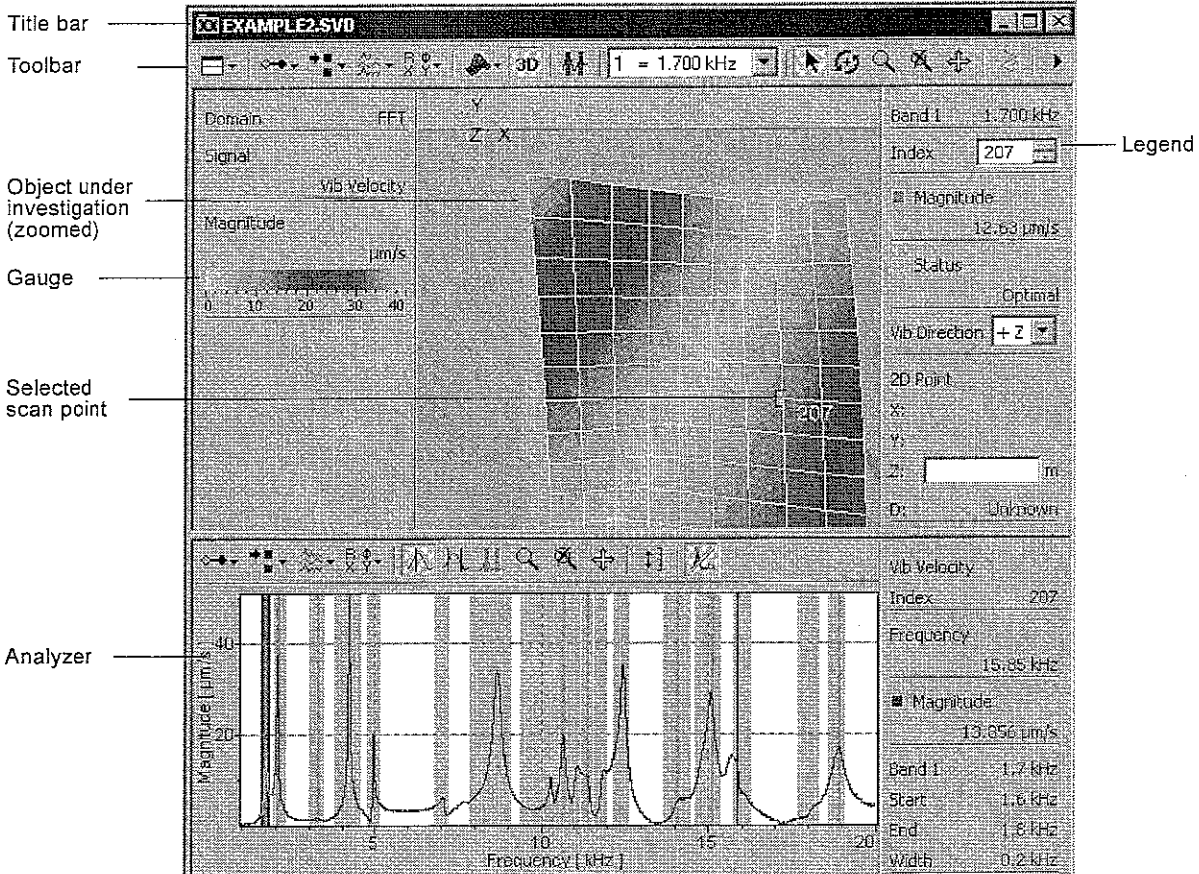 Title bar
EXAMPLE2.SVD
Toolbar
3D
1 = 1.700 kHz
Domain FFT
Signal
Vib Velocity
Magnitude
µm/s
0 10 20 30 40
Object under
investigation
(zoomed)
Gauge
Selected
scan point
Y
Z X
207
Band 1 1.700 kHz
Index 207
Legend
Magnitude
12.63 µm/s
Status
Optimal
Vib Direction +Z
2D Point
X:
Y:
Z: m
D: Unknown
Analyzer
Magnitude [ µm/s ]
40
20
5 10 15 20
Frequency [ kHz ]
Vib Velocity
Index 207
Frequency
15.85 kHz
Magnitude
13.856 µm/s
Band 1 1.7 kHz
Start 1.6 kHz
End 1.8 kHz
Width 0.2 kHz